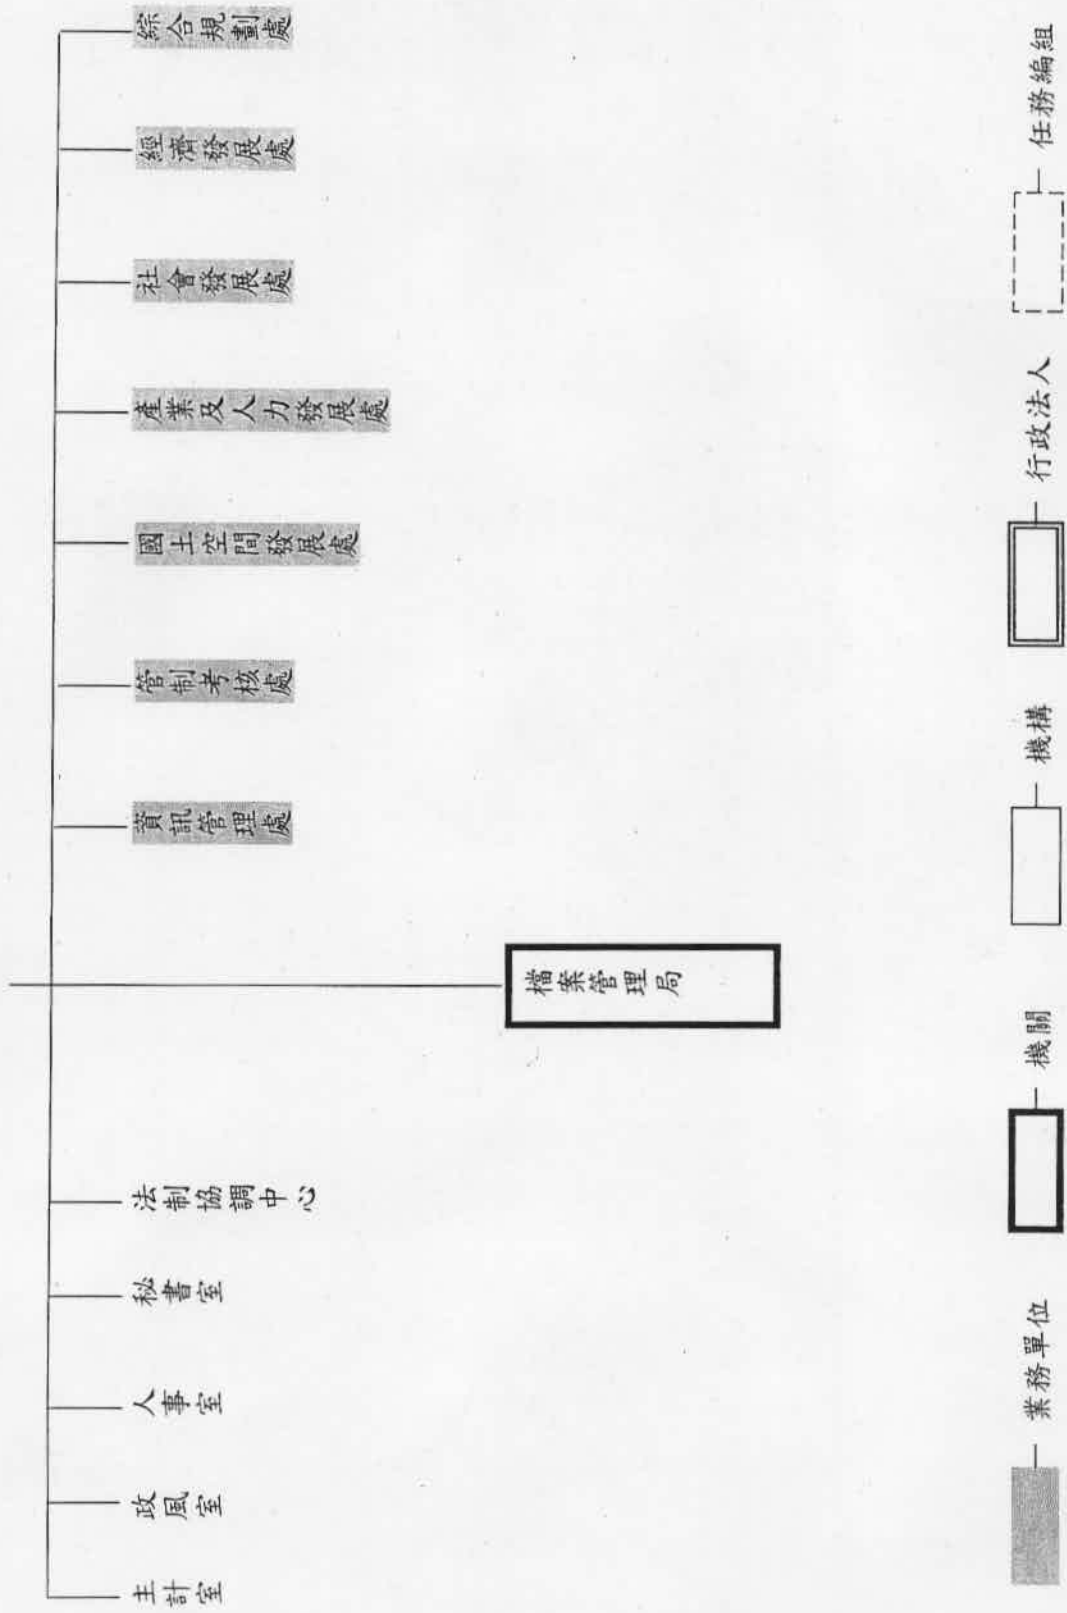 綜合規劃處
經濟發展處
社會發展處
產業及人力發展處
國土空間發展處
管制考核處
資訊管理處
檔案管理局
法制協調中心
秘書室
人事室
政風室
主計室
業務單位
機關
機構
行政法人
任務編組